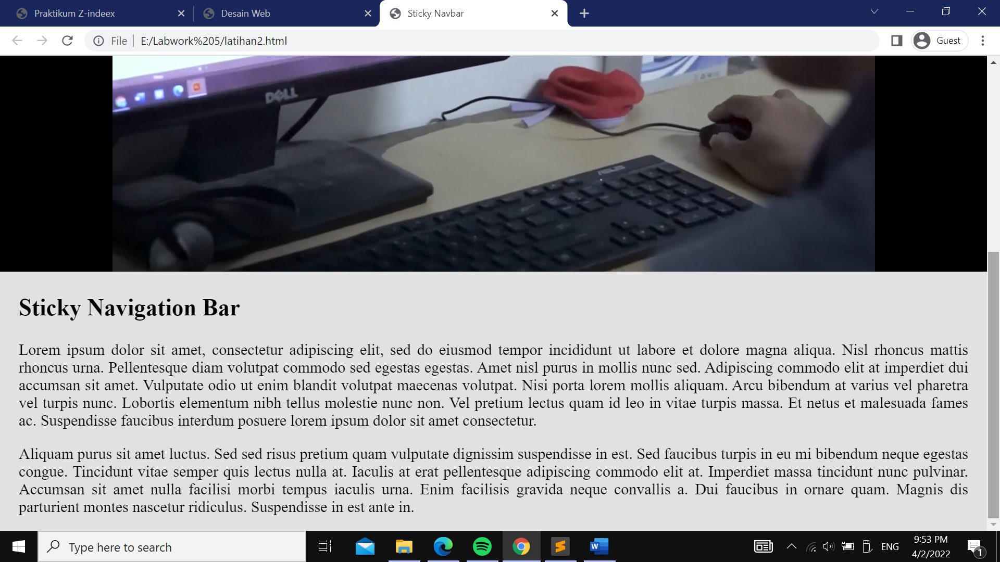 Praktikum Z-indeex
Desain Web
Sticky Navbar
File
E:/Labwork%205/latihan2.html
Guest
DELL
ASUS
Sticky Navigation Bar
Lorem ipsum dolor sit amet, consectetur adipiscing elit, sed do eiusmod tempor incididunt ut labore et dolore magna aliqua. Nisl rhoncus mattis
rhoncus urna. Pellentesque diam volutpat commodo sed egestas egestas. Amet nisl purus in mollis nunc sed. Adipiscing commodo elit at imperdiet dui
accumsan sit amet. Vulputate odio ut enim blandit volutpat maecenas volutpat. Nisi porta lorem mollis aliquam. Arcu bibendum at varius vel pharetra
vel turpis nunc. Lobortis elementum nibh tellus molestie nunc non. Vel pretium lectus quam id leo in vitae turpis massa. Et netus et malesuada fames
ac. Suspendisse faucibus interdum posuere lorem ipsum dolor sit amet consectetur.
Aliquam purus sit amet luctus. Sed sed risus pretium quam vulputate dignissim suspendisse in est. Sed faucibus turpis in eu mi bibendum neque egestas
congue. Tincidunt vitae semper quis lectus nulla at. Iaculis at erat pellentesque adipiscing commodo elit at. Imperdiet massa tincidunt nunc pulvinar.
Accumsan sit amet nulla facilisi morbi tempus iaculis urna. Enim facilisis gravida neque convallis a. Dui faucibus in ornare quam. Magnis dis
parturient montes nascetur ridiculus. Suspendisse in est ante in.
Type here to search
W
ENG
9:53 PM
4/2/2022
1